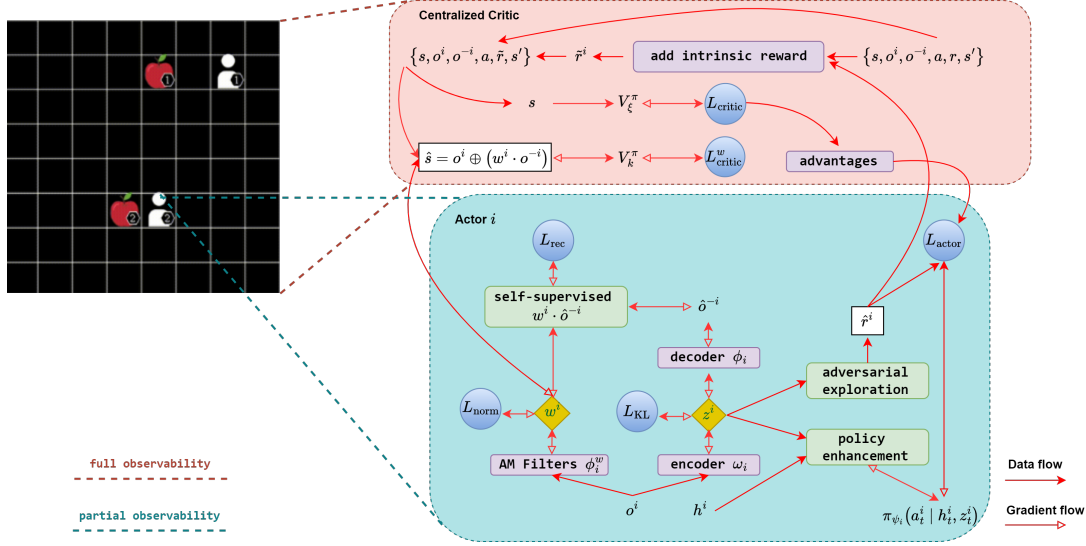 Centralized Critic
{s, o^i, o^{-i}, a, r̃, s′}
r̃^i
add intrinsic reward
{s, o^i, o^{-i}, a, r, s′}
1
1
s
V_ξ^π
L_critic
ŝ = o^i ⊕ (w^i · o^{-i})
V_k^π
L_critic^w
advantages
2
2
Actor i
L_rec
L_actor
self-supervised
w^i · ô^{-i}
ô^{-i}
r̂^i
decoder ϕ_i
adversarial
exploration
L_norm
w^i
L_KL
z^i
policy
enhancement
AM Filters ϕ_i^w
encoder ω_i
o^i
h^i
π_{ψ_i}(a_t^i | h_t^i, z_t^i)
full observability
partial observability
Data flow
Gradient flow